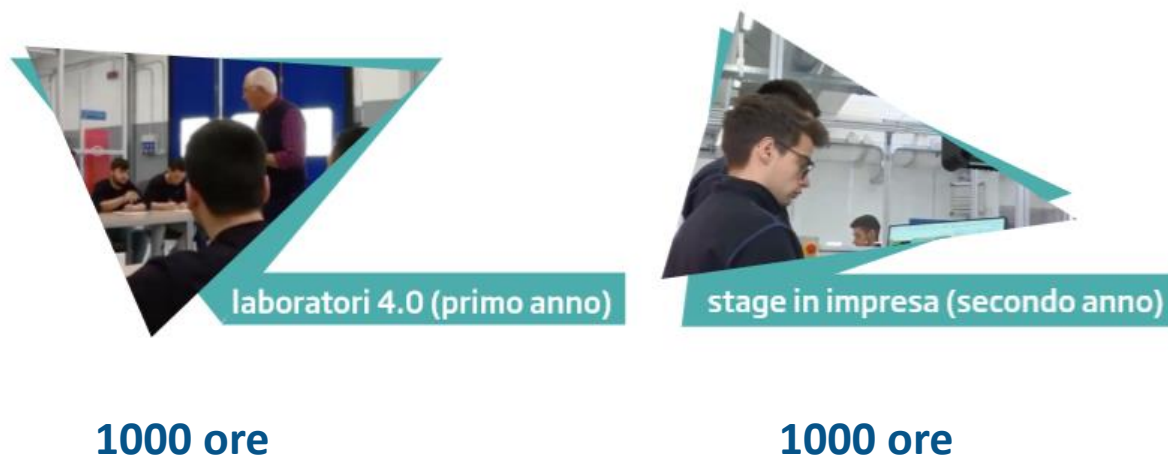 laboratori 4.0 (primo anno)
stage in impresa (secondo anno)
1000 ore
1000 ore